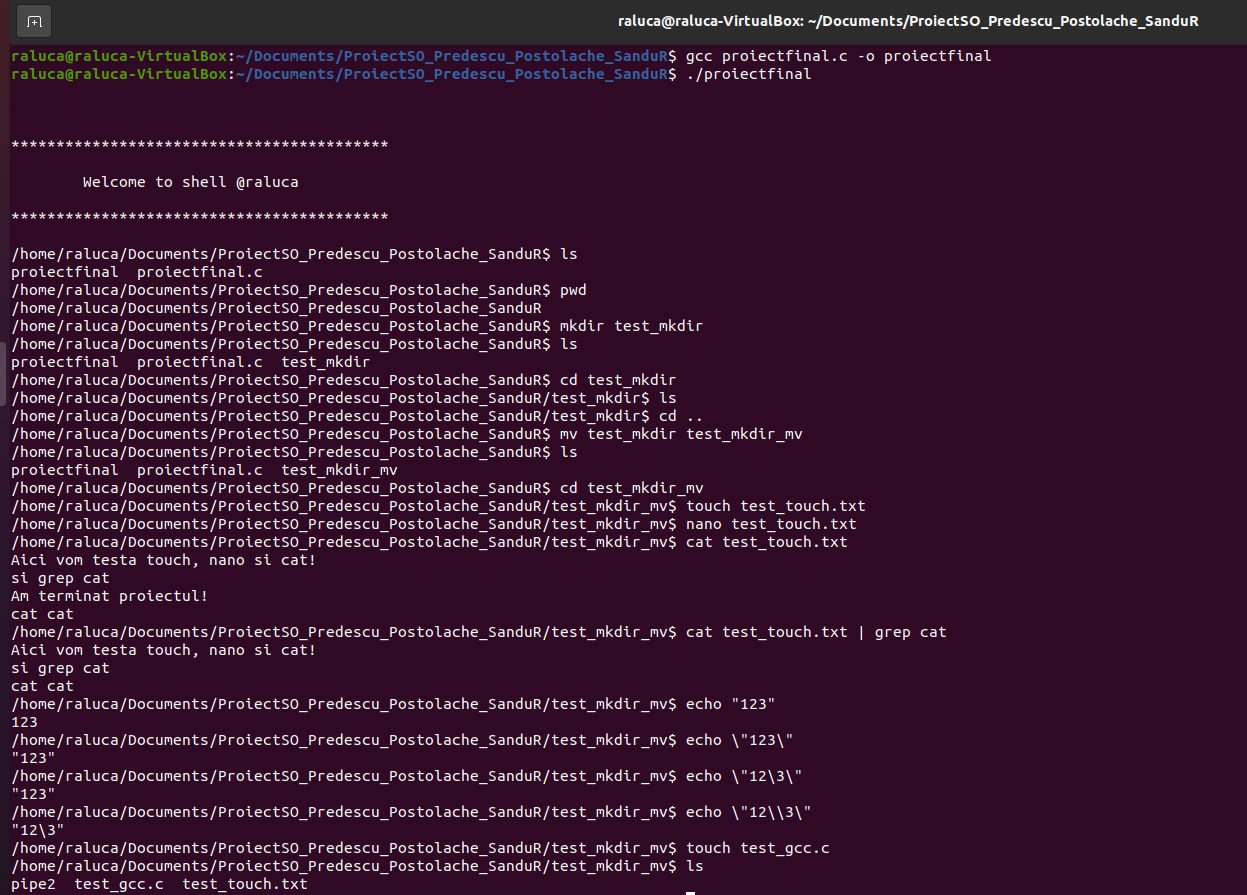 raluca@raluca-VirtualBox: ~/Documents/ProiectSO_Predescu_Postolache_SanduR
raluca@raluca-VirtualBox:~/Documents/ProiectSO_Predescu_Postolache_SanduR$ gcc proiectfinal.c -o proiectfinal
raluca@raluca-VirtualBox:~/Documents/ProiectSO_Predescu_Postolache_SanduR$ ./proiectfinal
******************************************
Welcome to shell @raluca
******************************************
/home/raluca/Documents/ProiectSO_Predescu_Postolache_SanduR$ ls
proiectfinal  proiectfinal.c
/home/raluca/Documents/ProiectSO_Predescu_Postolache_SanduR$ pwd
/home/raluca/Documents/ProiectSO_Predescu_Postolache_SanduR
/home/raluca/Documents/ProiectSO_Predescu_Postolache_SanduR$ mkdir test_mkdir
/home/raluca/Documents/ProiectSO_Predescu_Postolache_SanduR$ ls
proiectfinal  proiectfinal.c  test_mkdir
/home/raluca/Documents/ProiectSO_Predescu_Postolache_SanduR$ cd test_mkdir
/home/raluca/Documents/ProiectSO_Predescu_Postolache_SanduR/test_mkdir$ ls
/home/raluca/Documents/ProiectSO_Predescu_Postolache_SanduR/test_mkdir$ cd ..
/home/raluca/Documents/ProiectSO_Predescu_Postolache_SanduR$ mv test_mkdir test_mkdir_mv
/home/raluca/Documents/ProiectSO_Predescu_Postolache_SanduR$ ls
proiectfinal  proiectfinal.c  test_mkdir_mv
/home/raluca/Documents/ProiectSO_Predescu_Postolache_SanduR$ cd test_mkdir_mv
/home/raluca/Documents/ProiectSO_Predescu_Postolache_SanduR/test_mkdir_mv$ touch test_touch.txt
/home/raluca/Documents/ProiectSO_Predescu_Postolache_SanduR/test_mkdir_mv$ nano test_touch.txt
/home/raluca/Documents/ProiectSO_Predescu_Postolache_SanduR/test_mkdir_mv$ cat test_touch.txt
Aici vom testa touch, nano si cat!
si grep cat
Am terminat proiectul!
cat cat
/home/raluca/Documents/ProiectSO_Predescu_Postolache_SanduR/test_mkdir_mv$ cat test_touch.txt | grep cat
Aici vom testa touch, nano si cat!
si grep cat
cat cat
/home/raluca/Documents/ProiectSO_Predescu_Postolache_SanduR/test_mkdir_mv$ echo "123"
123
/home/raluca/Documents/ProiectSO_Predescu_Postolache_SanduR/test_mkdir_mv$ echo \"123\"
"123"
/home/raluca/Documents/ProiectSO_Predescu_Postolache_SanduR/test_mkdir_mv$ echo \"12\3\"
"123"
/home/raluca/Documents/ProiectSO_Predescu_Postolache_SanduR/test_mkdir_mv$ echo \"12\\3\"
"12\3"
/home/raluca/Documents/ProiectSO_Predescu_Postolache_SanduR/test_mkdir_mv$ touch test_gcc.c
/home/raluca/Documents/ProiectSO_Predescu_Postolache_SanduR/test_mkdir_mv$ ls
pipe2  test_gcc.c  test_touch.txt